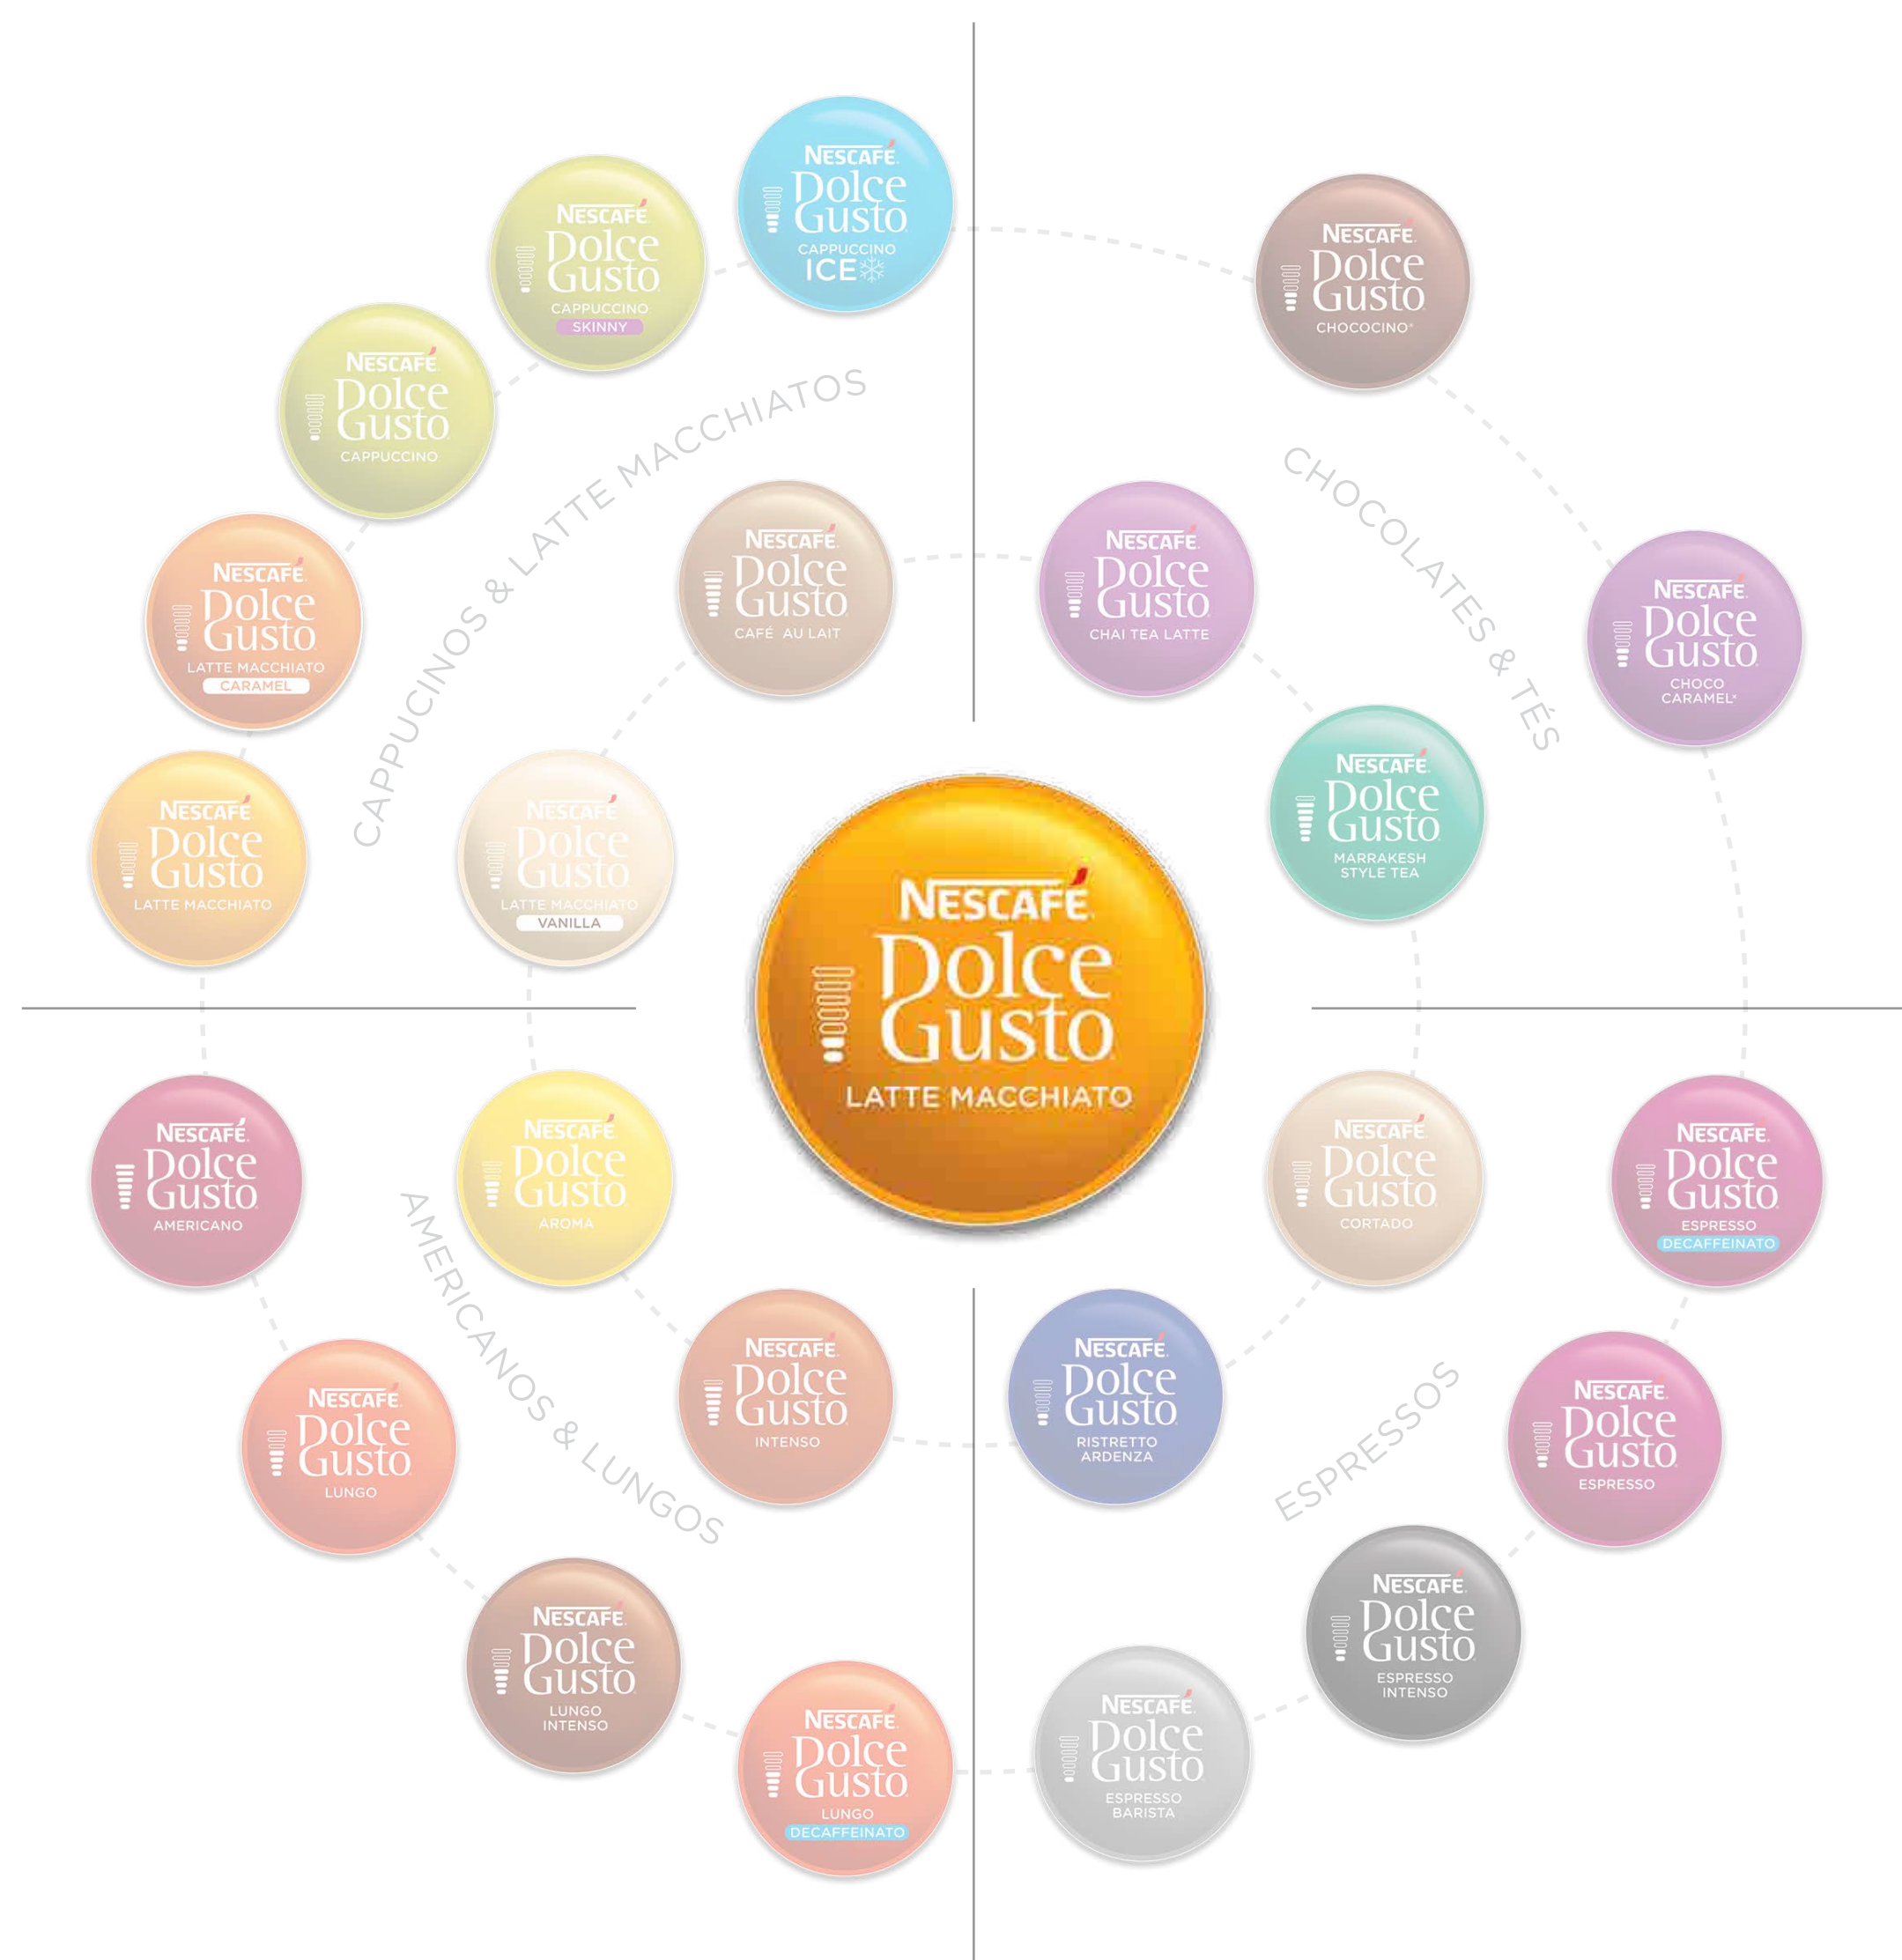 NESCAFÉ.
Dolce
Gusto
CAPPUCCINO
ICE
NESCAFÉ.
Dolce
Gusto
CAPPUCCINO
SKINNY
NESCAFÉ.
Dolce
Gusto
CAPPUCCINO
NESCAFÉ.
Dolce
Gusto
LATTE MACCHIATO
CARAMEL
NESCAFÉ
Dolce
Gusto
LATTE MACCHIATO
CAPPUCINOS & LATTE MACCHIATOS
NESCAFÉ.
Dolce
Gusto
CAFÉ AU LAIT
NESCAFÉ
Dolce
Gusto
LATTE MACCHIATO
VANILLA
NESCAFÉ.
Dolce
Gusto
CHOCOCINO®
NESCAFÉ.
Dolce
Gusto
CHOCO
CARAMEL*
CHOCOLATES & TÉS
NESCAFÉ.
Dolce
Gusto
CHAI TEA LATTE
NESCAFÉ.
Dolce
Gusto
MARRAKESH
STYLE TEA
NESCAFÉ
Dolce
Gusto
LATTE MACCHIATO
NESCAFÉ.
Dolce
Gusto
AMERICANO
NESCAFÉ
Dolce
Gusto
AROMA
AMERICANOS & LUNGOS
NESCAFÉ.
Dolce
Gusto
INTENSO
NESCAFÉ.
Dolce
Gusto
LUNGO
NESCAFÉ.
Dolce
Gusto
LUNGO
INTENSO
NESCAFÉ.
Dolce
Gusto
LUNGO
DECAFFEINATO
NESCAFÉ
Dolce
Gusto
CORTADO
NESCAFÉ.
Dolce
Gusto
ESPRESSO
DECAFFEINATO
NESCAFÉ.
Dolce
Gusto
RISTRETTO
ARDENZA
ESPRESSOS
NESCAFÉ.
Dolce
Gusto
ESPRESSO
NESCAFÉ.
Dolce
Gusto
ESPRESSO
INTENSO
NESCAFÉ.
Dolce
Gusto
ESPRESSO
BARISTA